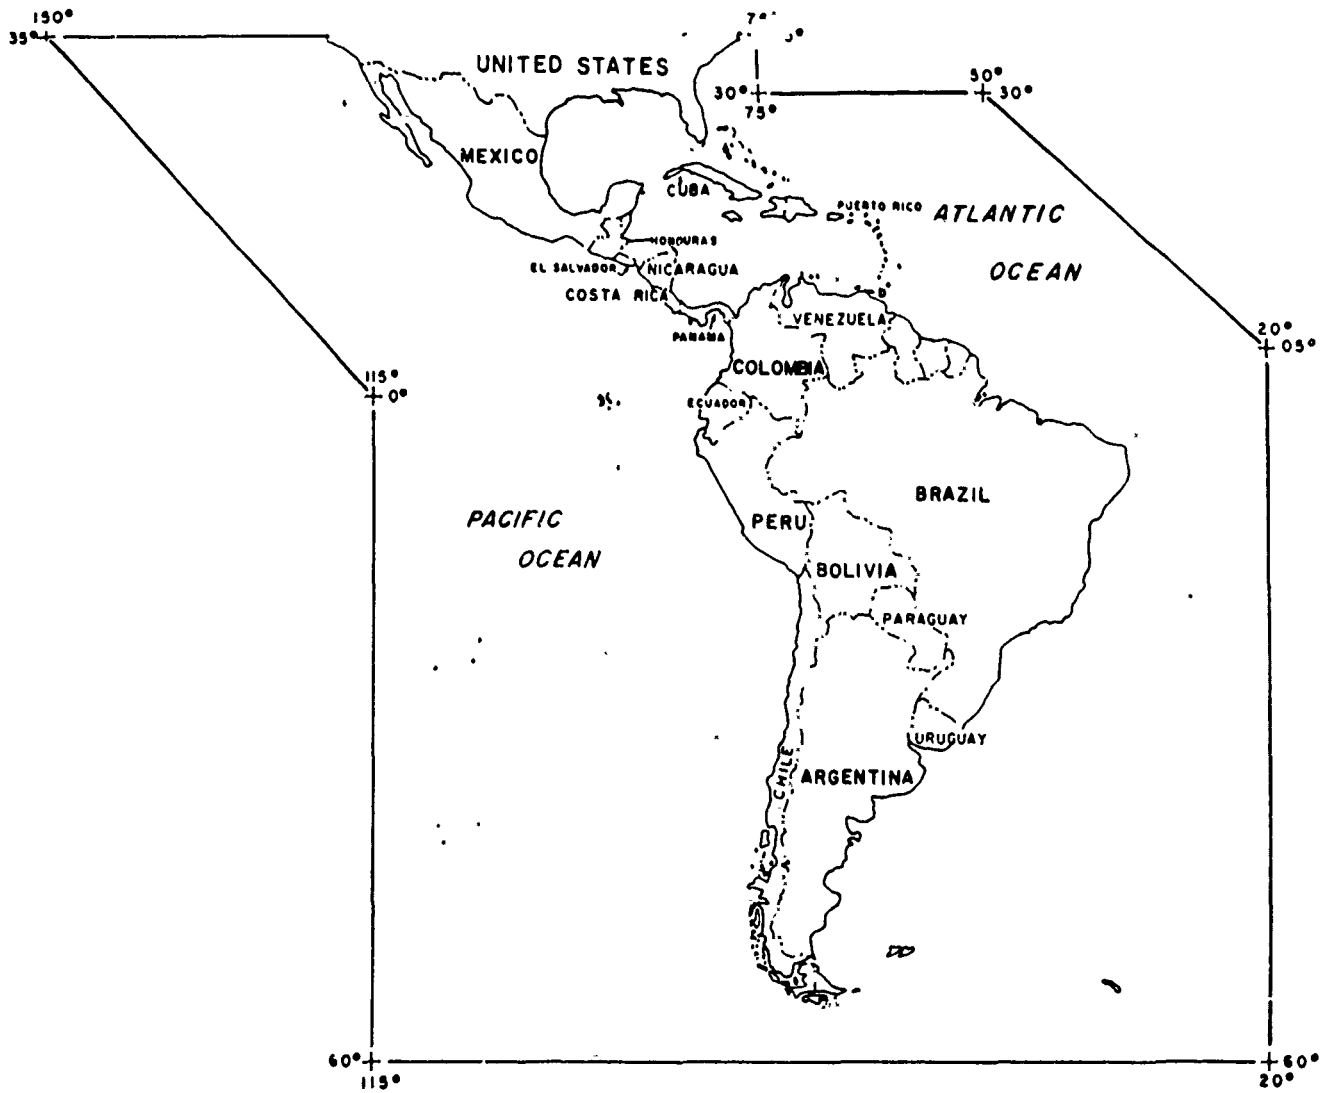 150°
35°
UNITED STATES
50°
30°
30°
75°
MEXICO
CUBA
PUERTO RICO
ATLANTIC
OCEAN
HONDURAS
EL SALVADOR
NICARAGUA
COSTA RICA
PANAMA
VENEZUELA
20°
05°
COLOMBIA
115°
0°
ECUADOR
BRAZIL
PACIFIC
OCEAN
PERU
BOLIVIA
PARAGUAY
URUGUAY
CHILE
ARGENTINA
60°
115°
60°
20°